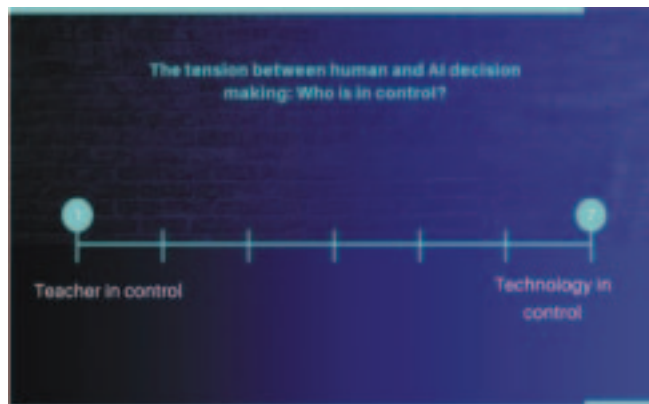 The tension between human and AI decision
making: Who is in control?
1
7
Teacher in control
Technology in
control